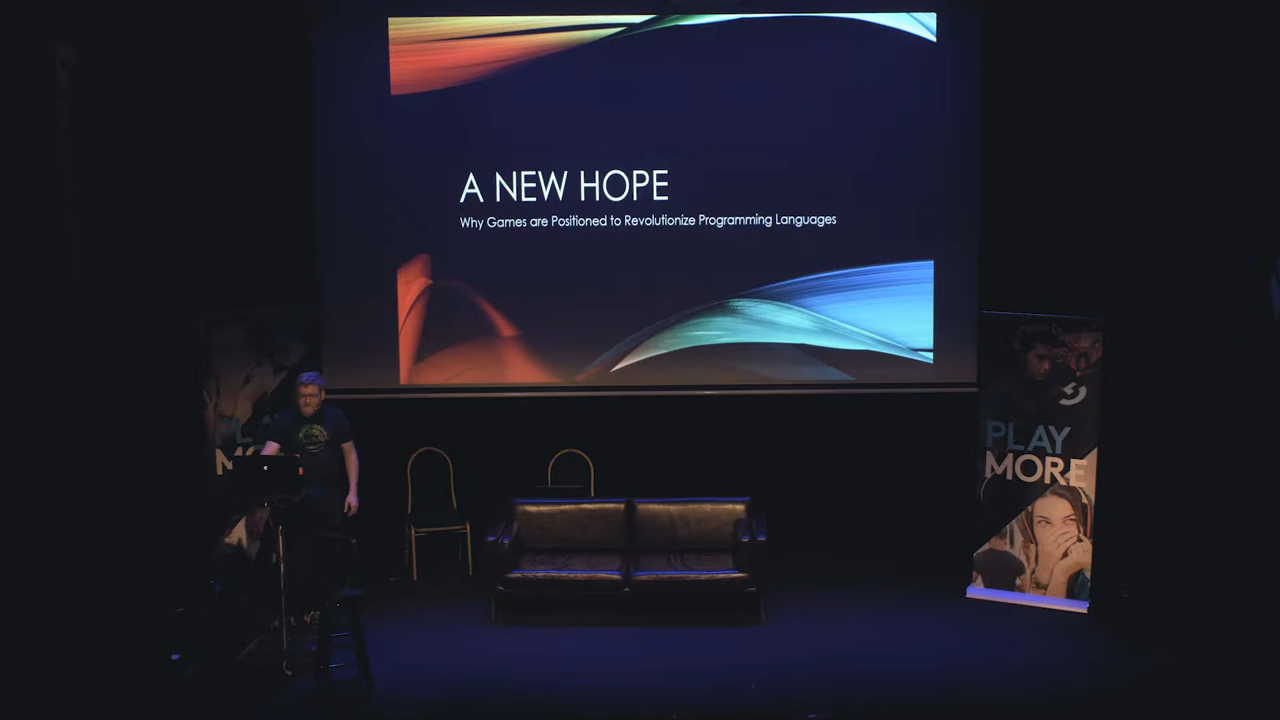 A NEW HOPE
Why Games are Positioned to Revolutionize Programming Languages
PLAY
MORE